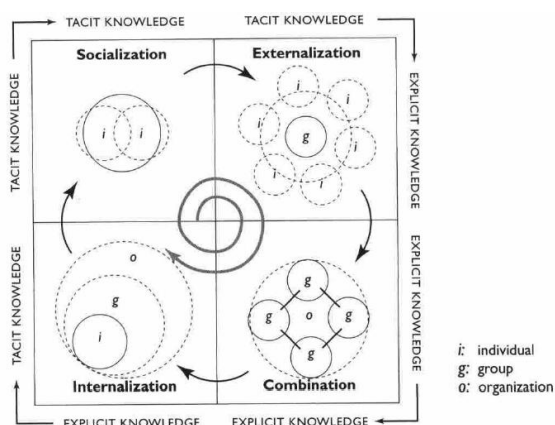 TACIT KNOWLEDGE
TACIT KNOWLEDGE
TACIT KNOWLEDGE
Socialization
Externalization
EXPLICIT KNOWLEDGE
i
i
i
i
i
i
i
i
g
TACIT KNOWLEDGE
o
g
i
g
g
o
g
g
EXPLICIT KNOWLEDGE
i: individual
g: group
o: organization
Internalization
Combination
EXPLICIT KNOWLEDGE
EXPLICIT KNOWLEDGE